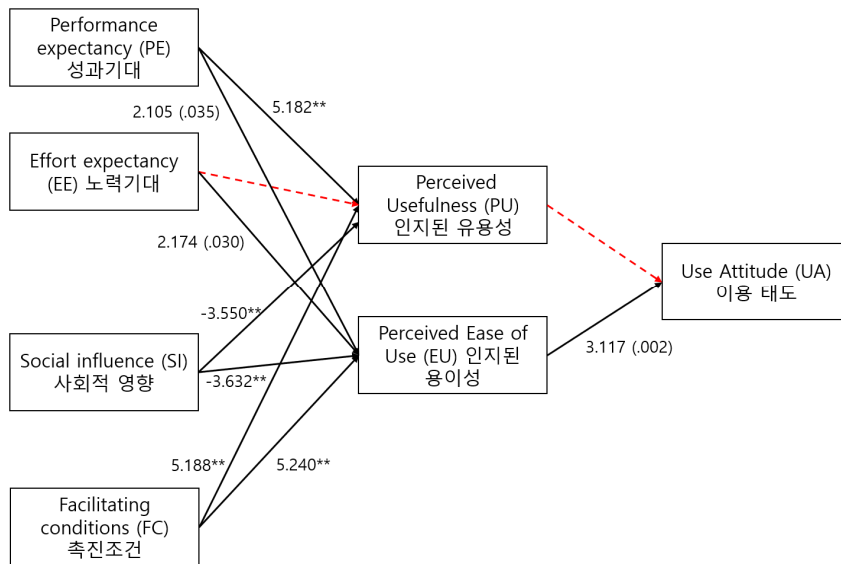 Performance
expectancy (PE)
성과기대
2.105 (.035)
5.182**
Effort expectancy
(EE) 노력기대
Perceived
Usefulness (PU)
인지된 유용성
2.174 (.030)
Use Attitude (UA)
이용 태도
-3.550**
Social influence (SI)
사회적 영향
Perceived Ease of
Use (EU) 인지된
용이성
3.117 (.002)
-3.632**
5.188**
5.240**
Facilitating
conditions (FC)
촉진조건